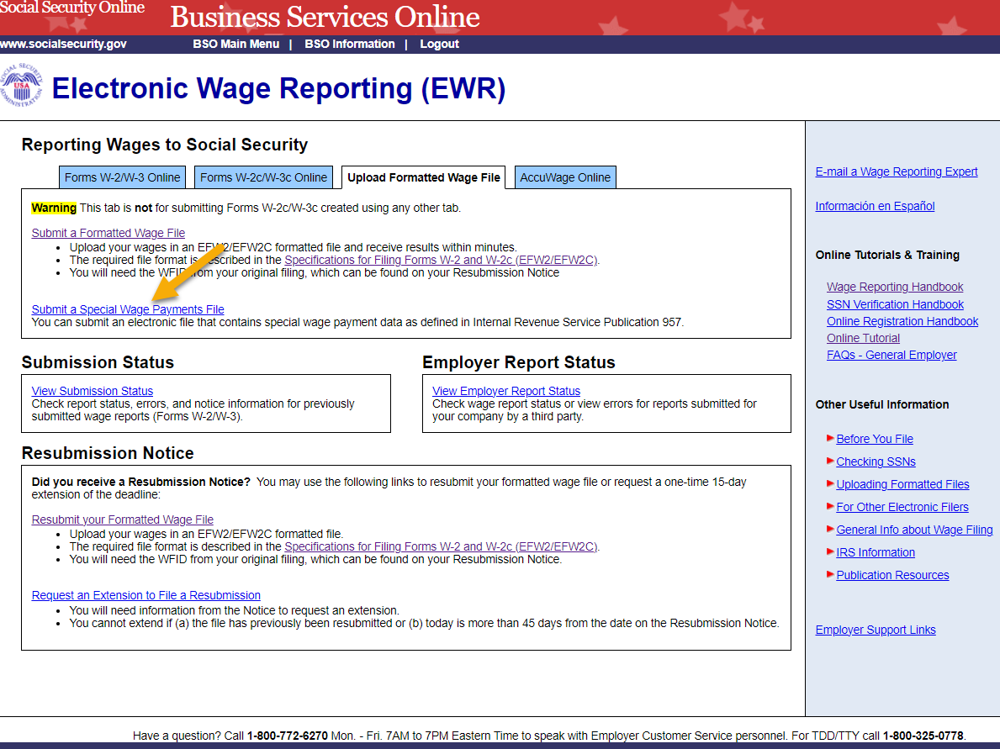 Social Security Online
Business Services Online
www.socialsecurity.gov
BSO Main Menu | BSO Information | Logout
SOCIAL SECURITY ADMINISTRATION
USA
Electronic Wage Reporting (EWR)
Reporting Wages to Social Security
Forms W-2/W-3 Online
Forms W-2c/W-3c Online
Upload Formatted Wage File
AccuWage Online
Warning This tab is not for submitting Forms W-2c/W-3c created using any other tab.
Submit a Formatted Wage File
• Upload your wages in an EFW2/EFW2C formatted file and receive results within minutes.
• The required file format is described in the Specifications for Filing Forms W-2 and W-2c (EFW2/EFW2C).
• You will need the WFID from your original filing, which can be found on your Resubmission Notice
Submit a Special Wage Payments File
You can submit an electronic file that contains special wage payment data as defined in Internal Revenue Service Publication 957.
Submission Status
View Submission Status
Check report status, errors, and notice information for previously
submitted wage reports (Forms W-2/W-3).
Employer Report Status
View Employer Report Status
Check wage report status or view errors for reports submitted for
your company by a third party.
Resubmission Notice
Did you receive a Resubmission Notice? You may use the following links to resubmit your formatted wage file or request a one-time 15-day
extension of the deadline:
Resubmit your Formatted Wage File
• Upload your wages in an EFW2/EFW2C formatted file.
• The required file format is described in the Specifications for Filing Forms W-2 and W-2c (EFW2/EFW2C).
• You will need the WFID from your original filing, which can be found on your Resubmission Notice.
Request an Extension to File a Resubmission
• You will need information from the Notice to request an extension.
• You cannot extend if (a) the file has previously been resubmitted or (b) today is more than 45 days from the date on the Resubmission Notice.
E-mail a Wage Reporting Expert
Información en Español
Online Tutorials & Training
Wage Reporting Handbook
SSN Verification Handbook
Online Registration Handbook
Online Tutorial
FAQs - General Employer
Other Useful Information
Before You File
Checking SSNs
Uploading Formatted Files
For Other Electronic Filers
General Info about Wage Filing
IRS Information
Publication Resources
Employer Support Links
Have a question? Call 1-800-772-6270 Mon. - Fri. 7AM to 7PM Eastern Time to speak with Employer Customer Service personnel. For TDD/TTY call 1-800-325-0778.